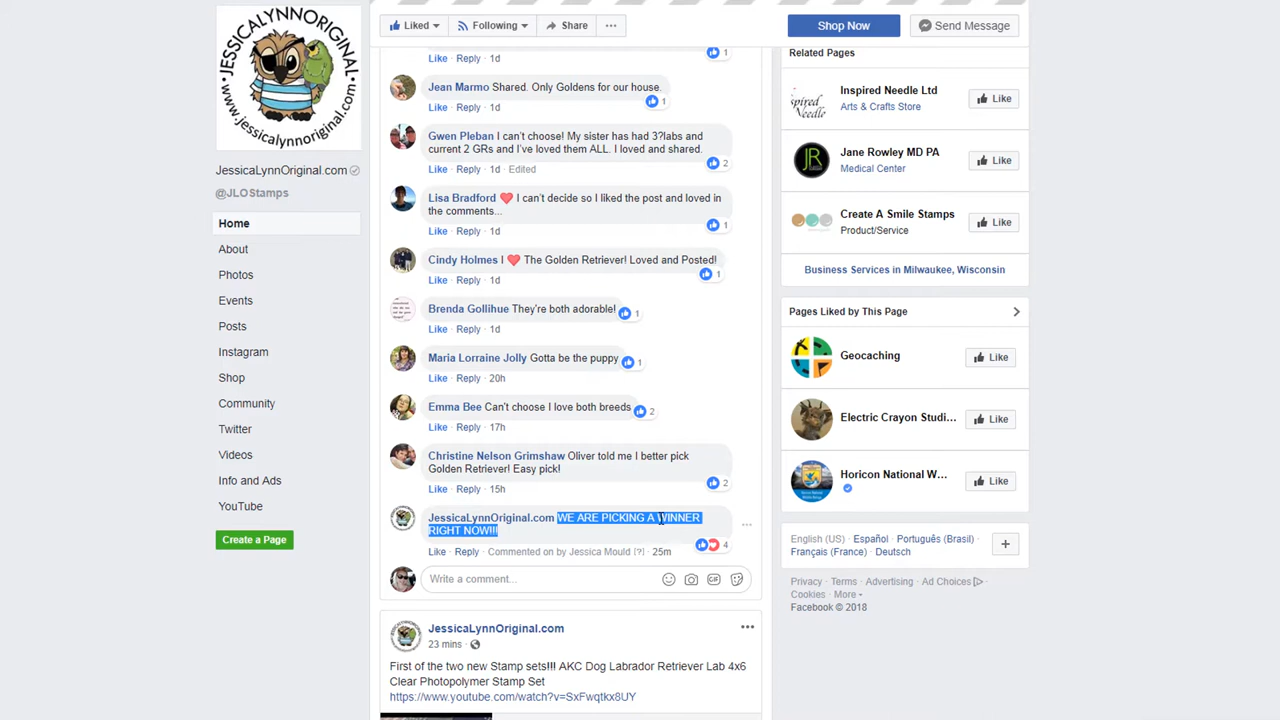 JESSICALYNNORIGINAL
www.jessicalynnoriginal.com
JessicaLynnOriginal.com
@JLOStamps
Home
About
Photos
Events
Posts
Instagram
Shop
Community
Twitter
Videos
Info and Ads
YouTube
Create a Page
Liked
Following
Share
Shop Now
Send Message
1
Like · Reply · 1d
Jean Marmo Shared. Only Goldens for our house.
1
Like · Reply · 1d
Gwen Pleban I can't choose! My sister has had 3?labs and
current 2 GRs and I've loved them ALL. I loved and shared.
2
Like · Reply · 1d · Edited
Lisa Bradford ❤ I can't decide so I liked the post and loved in
the comments...
1
Like · Reply · 1d
Cindy Holmes I ❤ The Golden Retriever! Loved and Posted!
1
Like · Reply · 1d
Brenda Gollihue They're both adorable!
1
Like · Reply · 1d
Maria Lorraine Jolly Gotta be the puppy
1
Like · Reply · 20h
Emma Bee Can't choose I love both breeds
2
Like · Reply · 17h
Christine Nelson Grimshaw Oliver told me I better pick
Golden Retriever! Easy pick!
2
Like · Reply · 15h
JessicaLynnOriginal.com WE ARE PICKING A WINNER
RIGHT NOW!!!
4
Like · Reply · Commented on by Jessica Mould [?] · 25m
Write a comment...
GIF
JessicaLynnOriginal.com
23 mins ·
First of the two new Stamp sets!!! AKC Dog Labrador Retriever Lab 4x6
Clear Photopolymer Stamp Set
https://www.youtube.com/watch?v=SxFwqtkx8UY
Related Pages
Inspired Needle Ltd
Arts & Crafts Store
Like
Jane Rowley MD PA
Medical Center
Like
Create A Smile Stamps
Product/Service
Like
Business Services in Milwaukee, Wisconsin
Pages Liked by This Page
Geocaching
Like
Electric Crayon Studi...
Like
Horicon National W...
Like
English (US) · Español · Português (Brasil) ·
Français (France) · Deutsch
Privacy · Terms · Advertising · Ad Choices ·
Cookies · More
Facebook © 2018